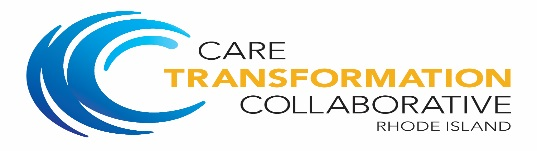 CARE
TRANSFORMATION
COLLABORATIVE
RHODE ISLAND